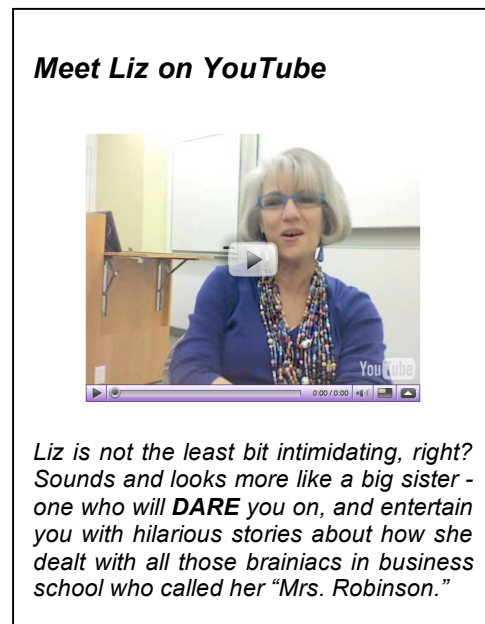 Meet Liz on YouTube
YouTube
0:00 / 0:00
Liz is not the least bit intimidating, right?
Sounds and looks more like a big sister -
one who will DARE you on, and entertain
you with hilarious stories about how she
dealt with all those brainiacs in business
school who called her “Mrs. Robinson.”